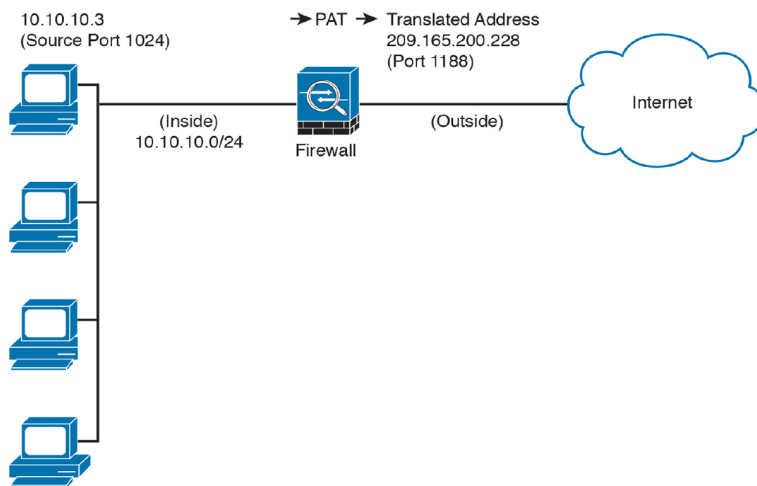 10.10.10.3
(Source Port 1024)
→ PAT → Translated Address
209.165.200.228
(Port 1188)
(Inside)
10.10.10.0/24
Firewall
(Outside)
Internet